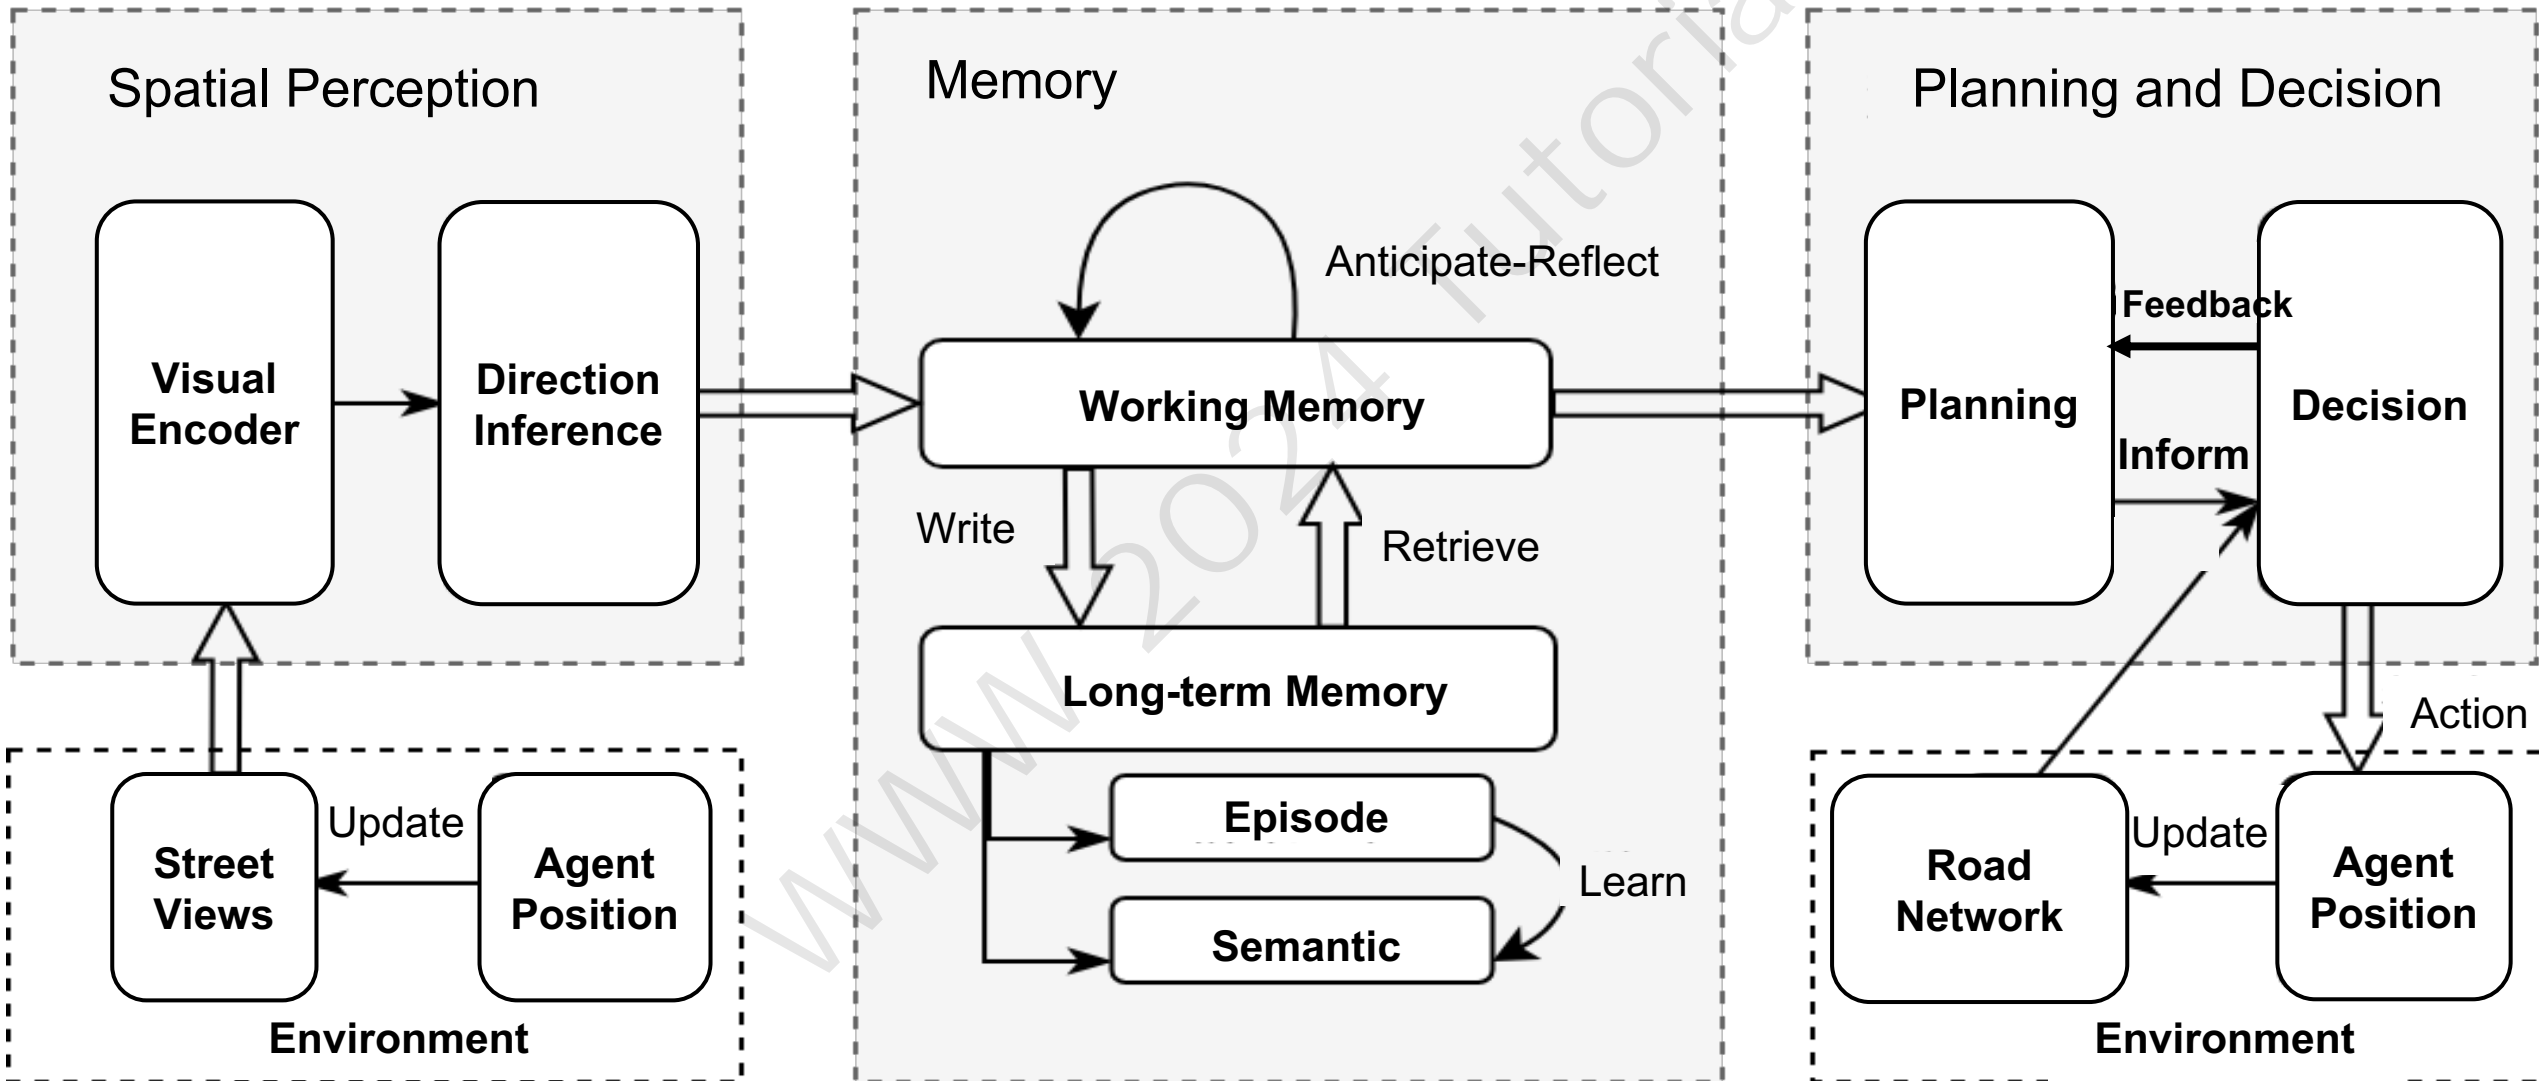 Spatial Perception
Visual
Encoder
Direction
Inference
Street
Views
Update
Agent
Position
Environment
Memory
Anticipate-Reflect
Working Memory
Write
Retrieve
Long-term Memory
Episode
Semantic
Learn
Planning and Decision
Planning
Feedback
Inform
Decision
Action
Road
Network
Update
Agent
Position
Environment
WWW 2024 Tutoria